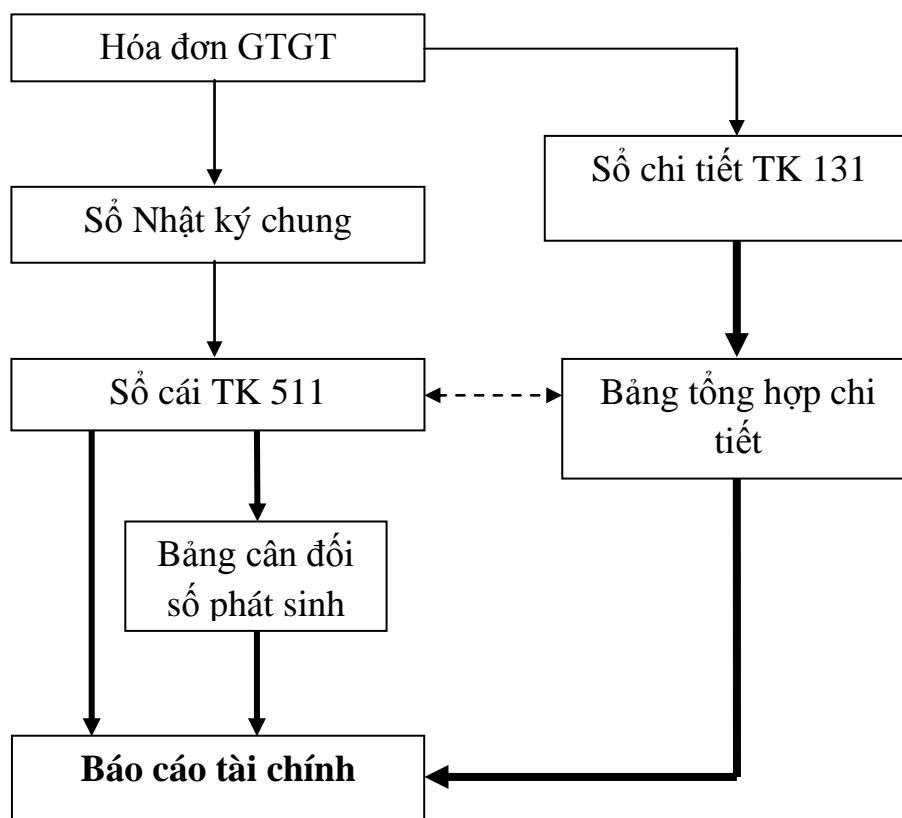 Hóa đơn GTGT
Sổ chi tiết TK 131
Sổ Nhật ký chung
Sổ cái TK 511
Bảng tổng hợp chi
tiết
Bảng cân đối
số phát sinh
Báo cáo tài chính